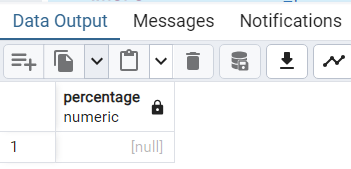 Data Output Messages Notifications
percentage
numeric
1 [null]